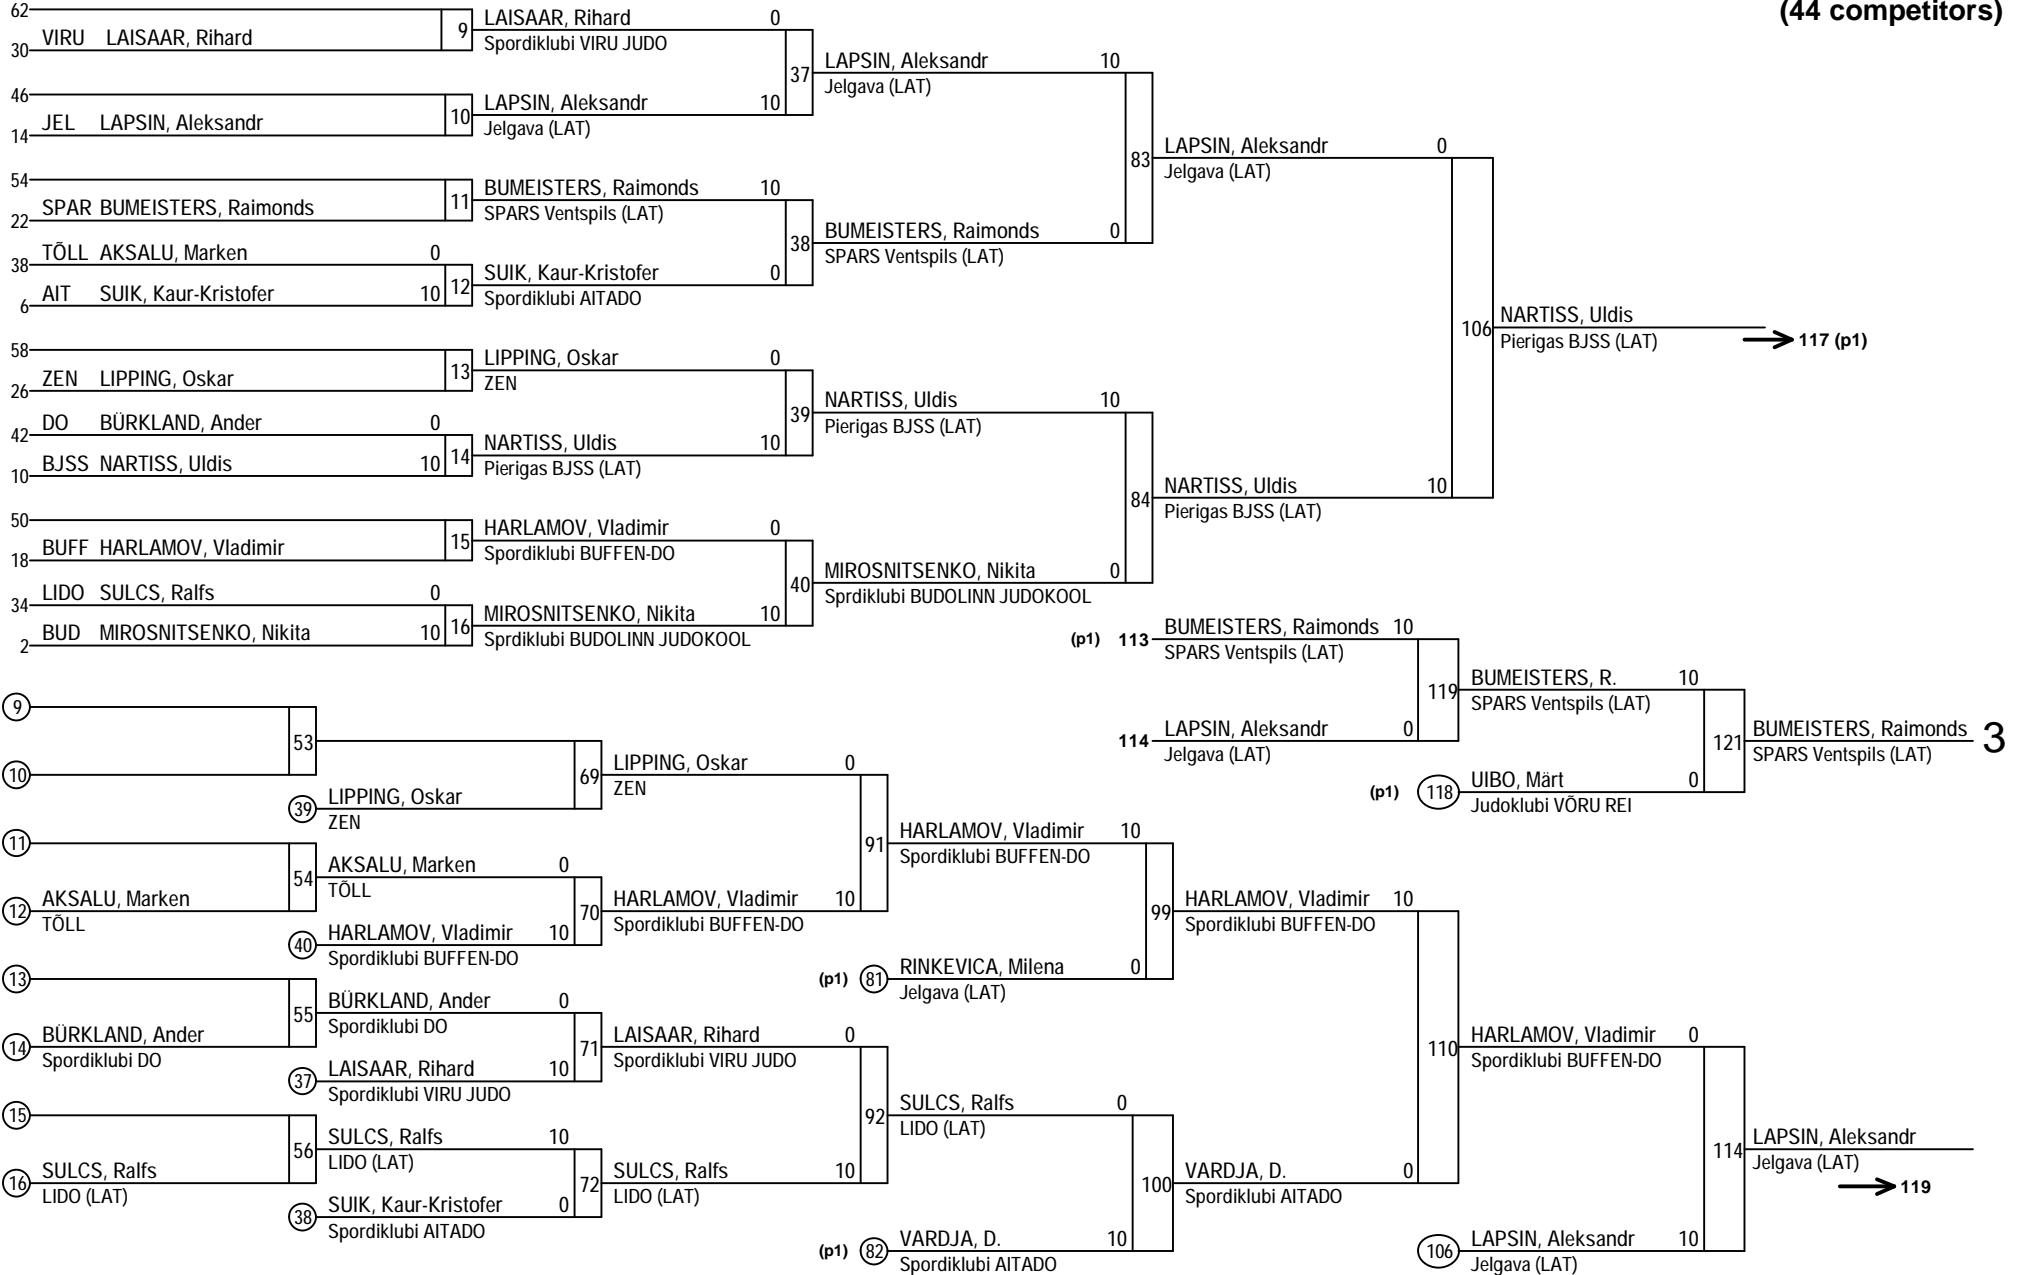 (44 competitors)
62
30 VIRU LAISAAR, Rihard
9 LAISAAR, Rihard 0
Spordiklubi VIRU JUDO
46
14 JEL LAPSIN, Aleksandr
10 LAPSIN, Aleksandr 10
Jelgava (LAT)
37 LAPSIN, Aleksandr 10
Jelgava (LAT)
54
22 SPAR BUMEISTERS, Raimonds
11 BUMEISTERS, Raimonds 10
SPARS Ventspils (LAT)
38 TÕLL AKSALU, Marken 0
6 AIT SUIK, Kaur-Kristofer 10
12 SUIK, Kaur-Kristofer 0
Spordiklubi AITADO
38 BUMEISTERS, Raimonds 0
SPARS Ventspils (LAT)
83 LAPSIN, Aleksandr 0
Jelgava (LAT)
58
26 ZEN LIPPING, Oskar
13 LIPPING, Oskar 0
ZEN
42 DO BÜRKLAND, Ander 0
10 BJSS NARTISS, Uldis 10
14 NARTISS, Uldis 10
Pierigas BJSS (LAT)
39 NARTISS, Uldis 10
Pierigas BJSS (LAT)
50
18 BUFF HARLAMOV, Vladimir
15 HARLAMOV, Vladimir 0
Spordiklubi BUFFEN-DO
34 LIDO SULCS, Ralfs 0
2 BUD MIROSNITSENKO, Nikita 10
16 MIROSNITSENKO, Nikita 10
Sprdiklubi BUDOLINN JUDOKOOL
40 MIROSNITSENKO, Nikita 0
Sprdiklubi BUDOLINN JUDOKOOL
84 NARTISS, Uldis 10
Pierigas BJSS (LAT)
106 NARTISS, Uldis
Pierigas BJSS (LAT)
117 (p1)
(p1) 113 BUMEISTERS, Raimonds 10
SPARS Ventspils (LAT)
114 LAPSIN, Aleksandr 0
Jelgava (LAT)
119 BUMEISTERS, R. 10
SPARS Ventspils (LAT)
(p1) 118 UIBO, Märt 0
Judoklubi VÕRU REI
121 BUMEISTERS, Raimonds 3
SPARS Ventspils (LAT)
9
10
53
39 LIPPING, Oskar
ZEN
69 LIPPING, Oskar 0
ZEN
11
12 AKSALU, Marken
TÕLL
54 AKSALU, Marken 0
TÕLL
40 HARLAMOV, Vladimir 10
Spordiklubi BUFFEN-DO
70 HARLAMOV, Vladimir 10
Spordiklubi BUFFEN-DO
91 HARLAMOV, Vladimir 10
Spordiklubi BUFFEN-DO
(p1) 81 RINKEVICA, Milena 0
Jelgava (LAT)
99 HARLAMOV, Vladimir 10
Spordiklubi BUFFEN-DO
13
14 BÜRKLAND, Ander
Spordiklubi DO
55 BÜRKLAND, Ander 0
Spordiklubi DO
37 LAISAAR, Rihard 10
Spordiklubi VIRU JUDO
71 LAISAAR, Rihard 0
Spordiklubi VIRU JUDO
15
16 SULCS, Ralfs
LIDO (LAT)
56 SULCS, Ralfs 10
LIDO (LAT)
38 SUIK, Kaur-Kristofer 0
Spordiklubi AITADO
72 SULCS, Ralfs 10
LIDO (LAT)
92 SULCS, Ralfs 0
LIDO (LAT)
(p1) 82 VARDJA, D. 10
Spordiklubi AITADO
100 VARDJA, D. 0
Spordiklubi AITADO
110 HARLAMOV, Vladimir 0
Spordiklubi BUFFEN-DO
106 LAPSIN, Aleksandr 10
Jelgava (LAT)
114 LAPSIN, Aleksandr
Jelgava (LAT)
119